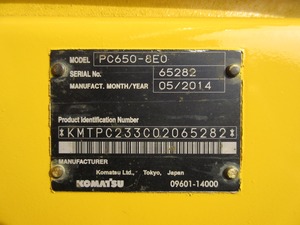 MODEL PC650-8E0
SERIAL No. 65282
MANUFACT. MONTH/YEAR 05/2014
Product Identification Number
*KMTPC233C02065282*
MANUFACTURER
Komatsu Ltd., Tokyo, Japan
KOMATSU 09601-14000